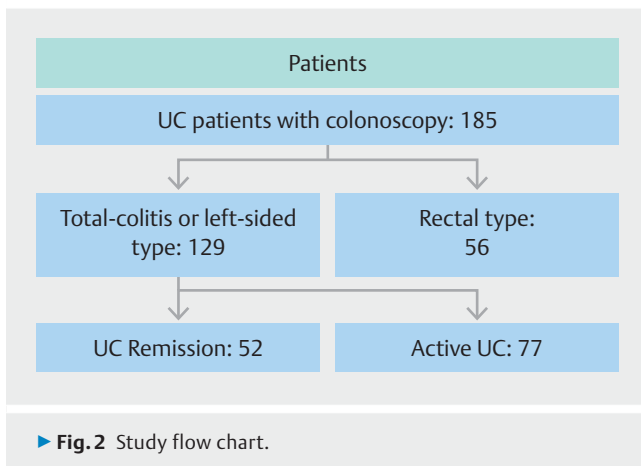 Patients
UC patients with colonoscopy: 185
Total-colitis or left-sided
type: 129
Rectal type:
56
UC Remission: 52
Active UC: 77
▶ Fig. 2 Study flow chart.